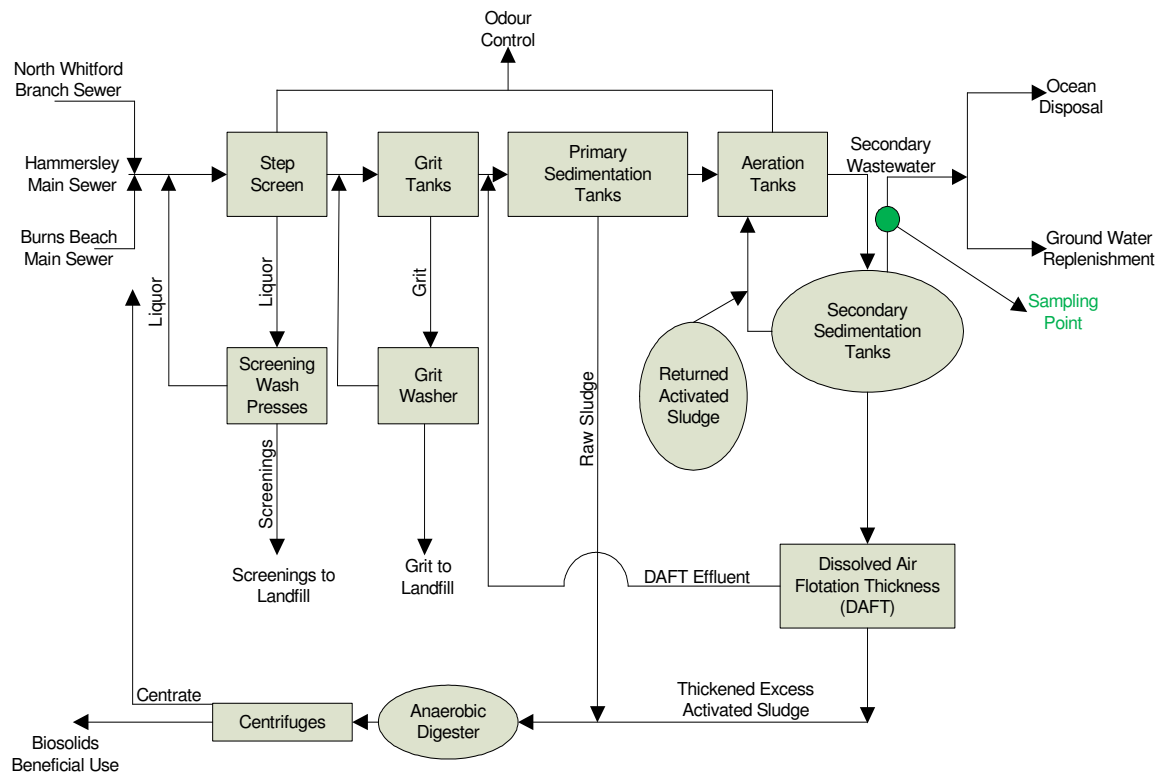 Odour
Control
North Whitford
Branch Sewer
Hammersley
Main Sewer
Burns Beach
Main Sewer
Step
Screen
Grit
Tanks
Primary
Sedimentation
Tanks
Aeration
Tanks
Secondary
Wastewater
Ocean
Disposal
Ground Water
Replenishment
Sampling
Point
Liquor
Liquor
Grit
Secondary
Sedimentation
Tanks
Screening
Wash
Presses
Grit
Washer
Returned
Activated
Sludge
Raw Sludge
Screenings
Screenings to
Landfill
Grit to
Landfill
DAFT Effluent
Dissolved Air
Flotation Thickness
(DAFT)
Thickened Excess
Activated Sludge
Centrate
Centrifuges
Anaerobic
Digester
Biosolids
Beneficial Use